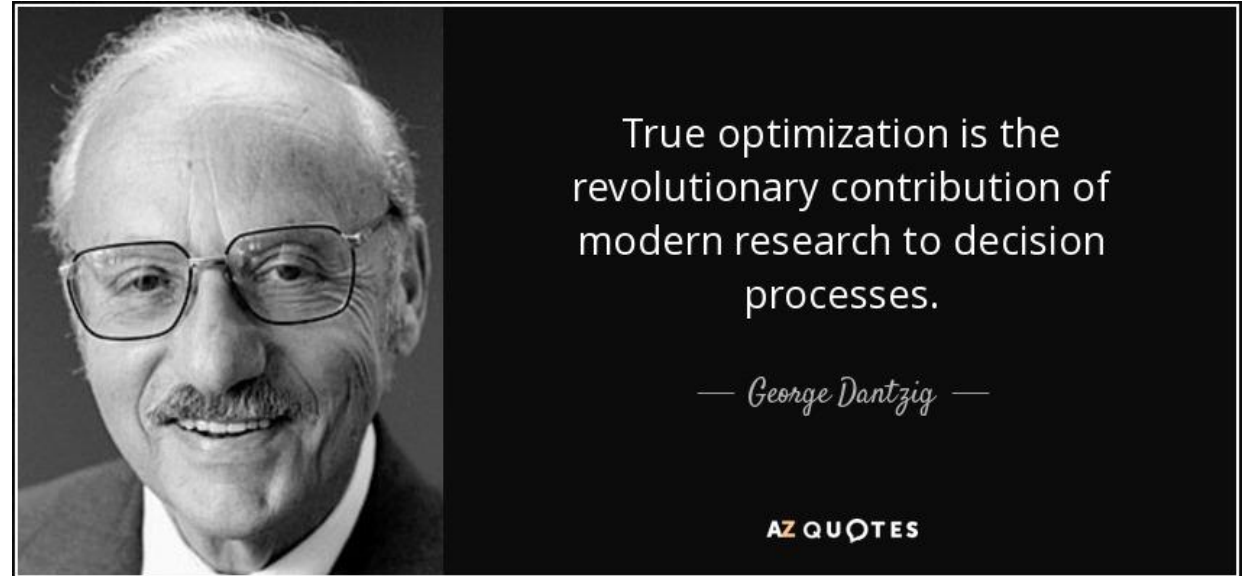 True optimization is the
revolutionary contribution of
modern research to decision
processes.
— George Dantzig —
AZ QUOTES